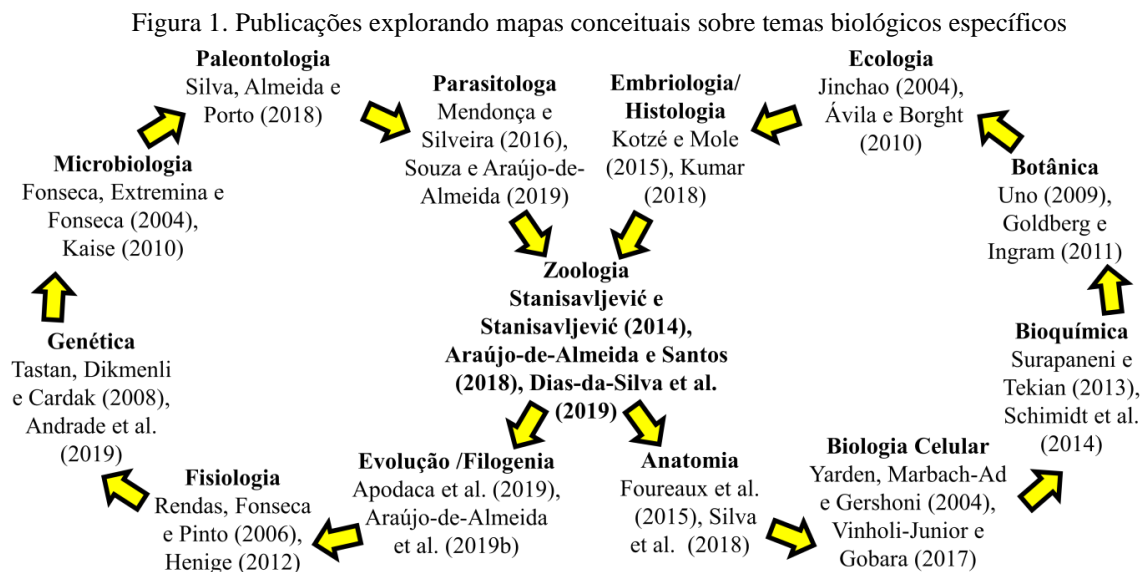 Figura 1. Publicações explorando mapas conceituais sobre temas biológicos específicos
Paleontologia
Silva, Almeida e
Porto (2018)
Parasitologa
Mendonça e
Silveira (2016),
Souza e Araújo-de-
Almeida (2019)
Embriologia/
Histologia
Kotzé e Mole
(2015), Kumar
(2018)
Ecologia
Jinchao (2004),
Ávila e Borght
(2010)
Microbiologia
Fonseca, Extremina e
Fonseca (2004),
Kaise (2010)
Botânica
Uno (2009),
Goldberg e
Ingram (2011)
Zoologia
Stanisavljević e
Stanisavljević (2014),
Araújo-de-Almeida e Santos
(2018), Dias-da-Silva et al.
(2019)
Genética
Tastan, Dikmenli
e Cardak (2008),
Andrade et al.
(2019)
Bioquímica
Surapaneni e
Tekian (2013),
Schimidt et al.
(2014)
Fisiologia
Rendas, Fonseca
e Pinto (2006),
Henige (2012)
Evolução /Filogenia
Apodaca et al. (2019),
Araújo-de-Almeida
et al. (2019b)
Anatomia
Foureaux et al.
(2015), Silva
et al. (2018)
Biologia Celular
Yarden, Marbach-Ad
e Gershoni (2004),
Vinholi-Junior e
Gobara (2017)